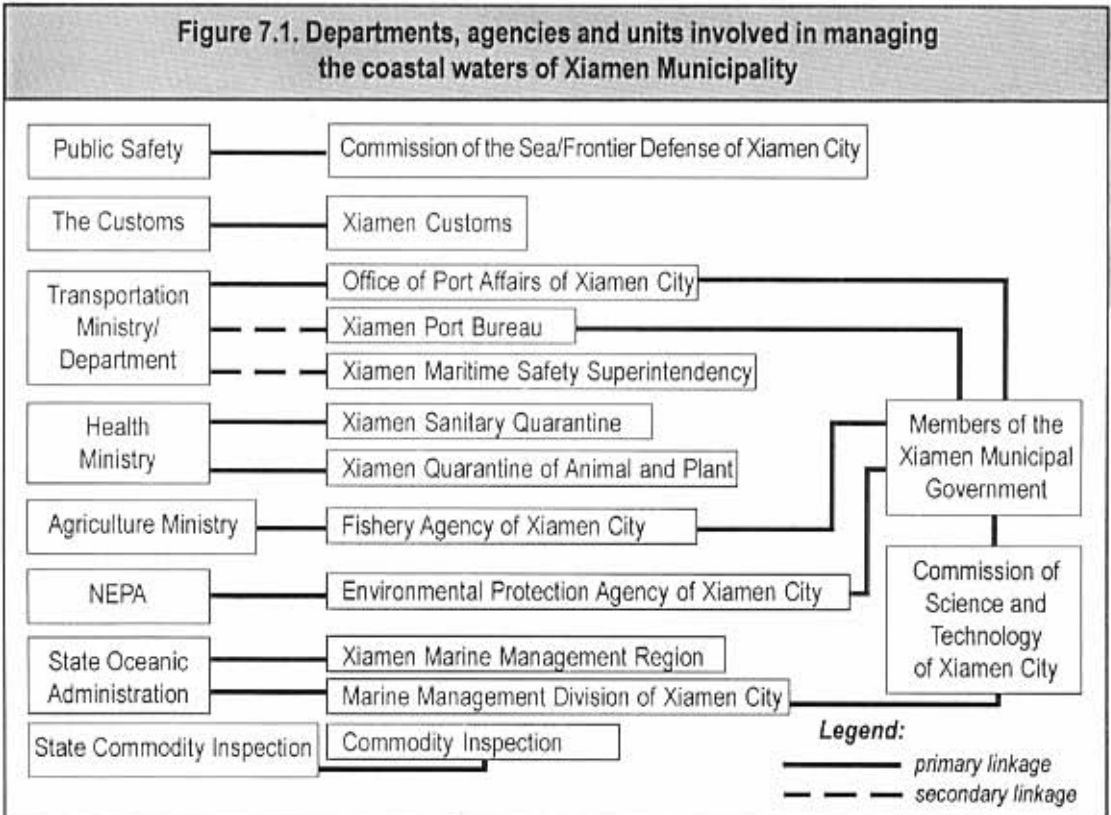 Figure 7.1. Departments, agencies and units involved in managing
the coastal waters of Xiamen Municipality
Public Safety
Commission of the Sea/Frontier Defense of Xiamen City
The Customs
Xiamen Customs
Transportation
Ministry/
Department
Office of Port Affairs of Xiamen City
Xiamen Port Bureau
Xiamen Maritime Safety Superintendency
Health
Ministry
Xiamen Sanitary Quarantine
Xiamen Quarantine of Animal and Plant
Members of the
Xiamen Municipal
Government
Agriculture Ministry
Fishery Agency of Xiamen City
NEPA
Environmental Protection Agency of Xiamen City
Commission of
Science and
Technology
of Xiamen City
State Oceanic
Administration
Xiamen Marine Management Region
Marine Management Division of Xiamen City
State Commodity Inspection
Commodity Inspection
Legend:
primary linkage
secondary linkage